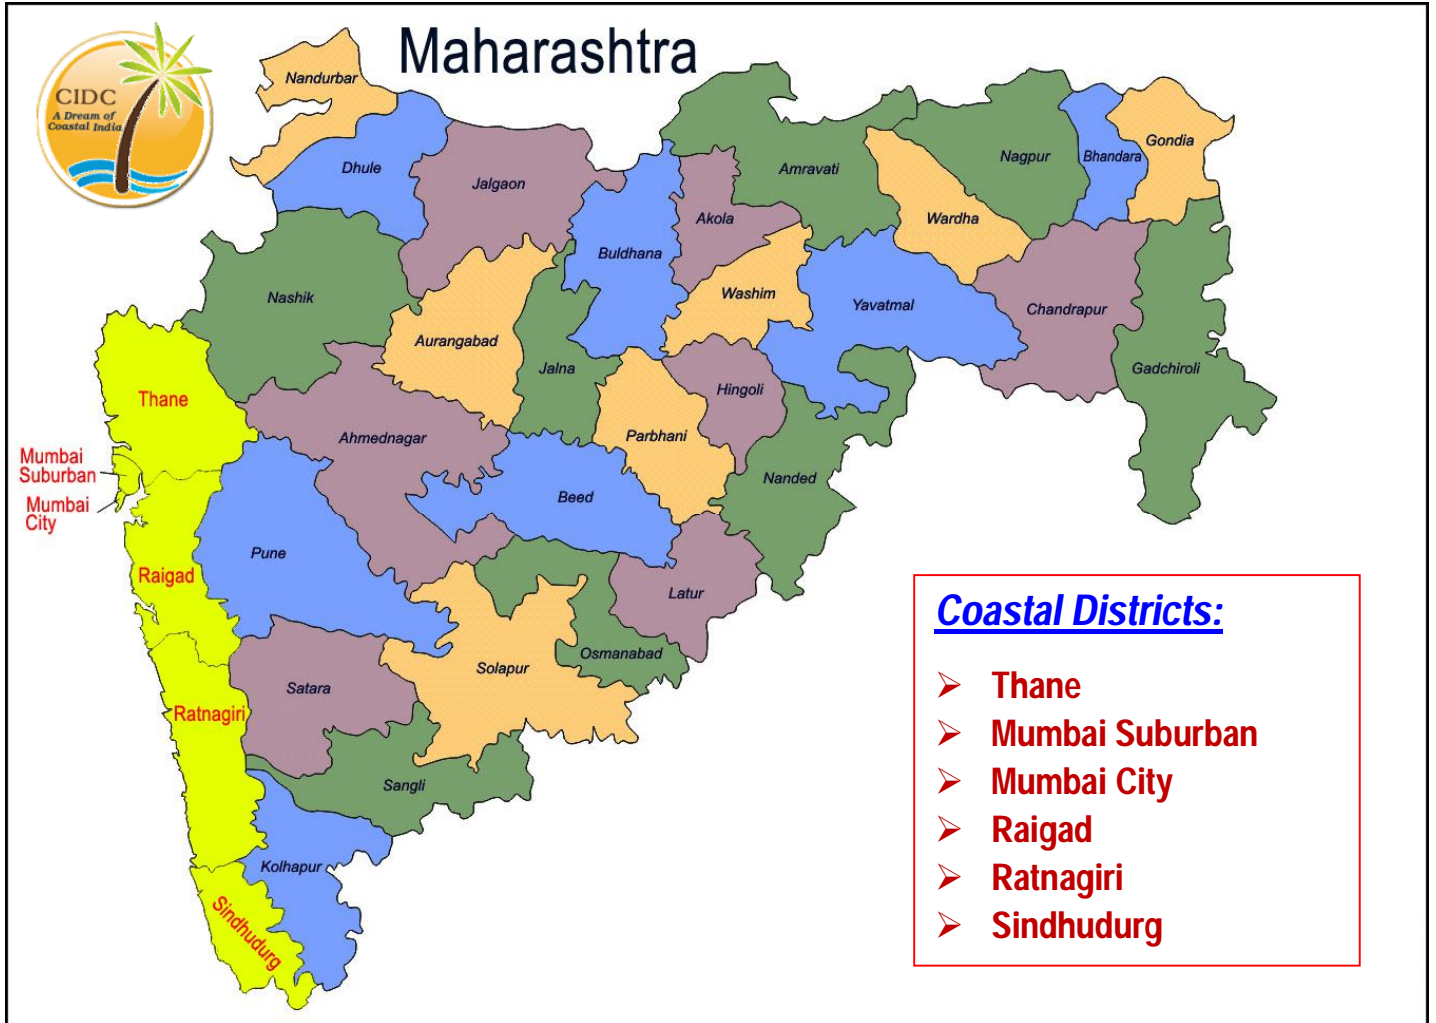 Maharashtra
CIDC
A Dream of
Coastal India
Nandurbar
Dhule
Jalgaon
Buldhana
Akola
Amravati
Nagpur
Bhandara
Gondia
Wardha
Washim
Yavatmal
Chandrapur
Gadchiroli
Nashik
Aurangabad
Jalna
Hingoli
Parbhani
Nanded
Thane
Ahmednagar
Mumbai
Suburban
Mumbai
City
Beed
Pune
Raigad
Latur
Osmanabad
Solapur
Satara
Ratnagiri
Sangli
Kolhapur
Sindhudurg
Coastal Districts:
➢ Thane
➢ Mumbai Suburban
➢ Mumbai City
➢ Raigad
➢ Ratnagiri
➢ Sindhudurg